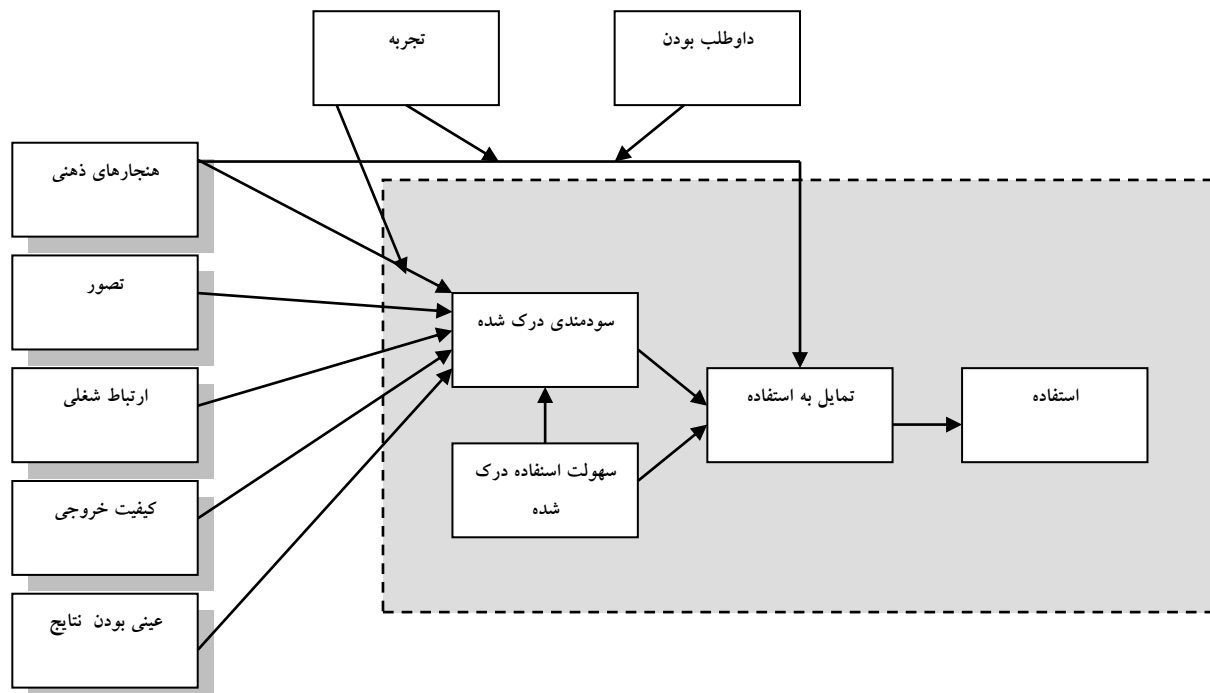 تجربه
داوطلب بودن
هنجارهای ذهنی
تصور
سودمندی درک شده
ارتباط شغلی
تمایل به استفاده
استفاده
سهولت استفاده درک
شده
کیفیت خروجی
عینی بودن نتایج